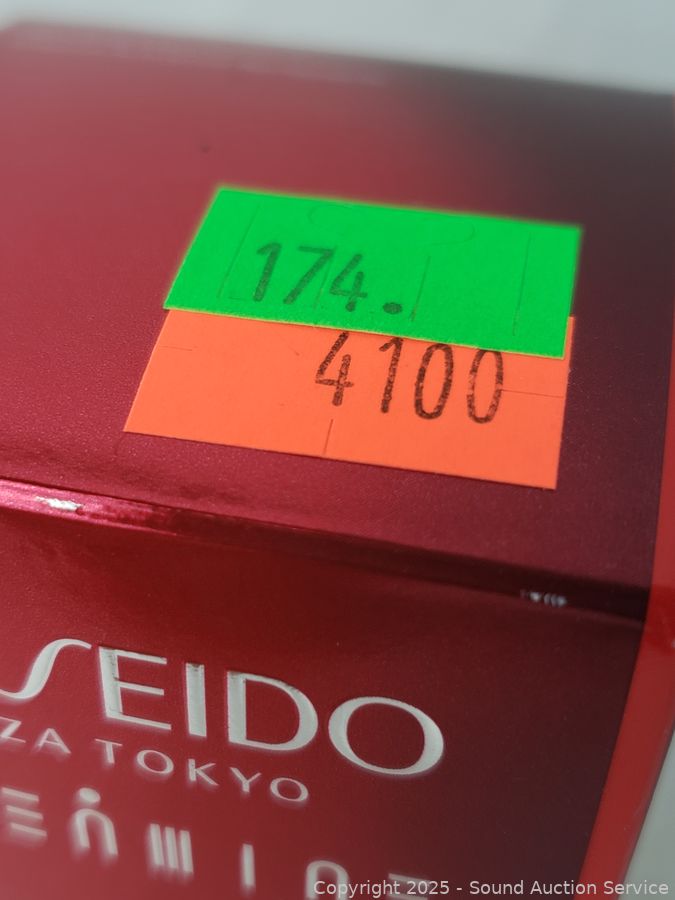 174.
4100
SEIDO
ZA TOKYO
Copyright 2025 - Sound Auction Service